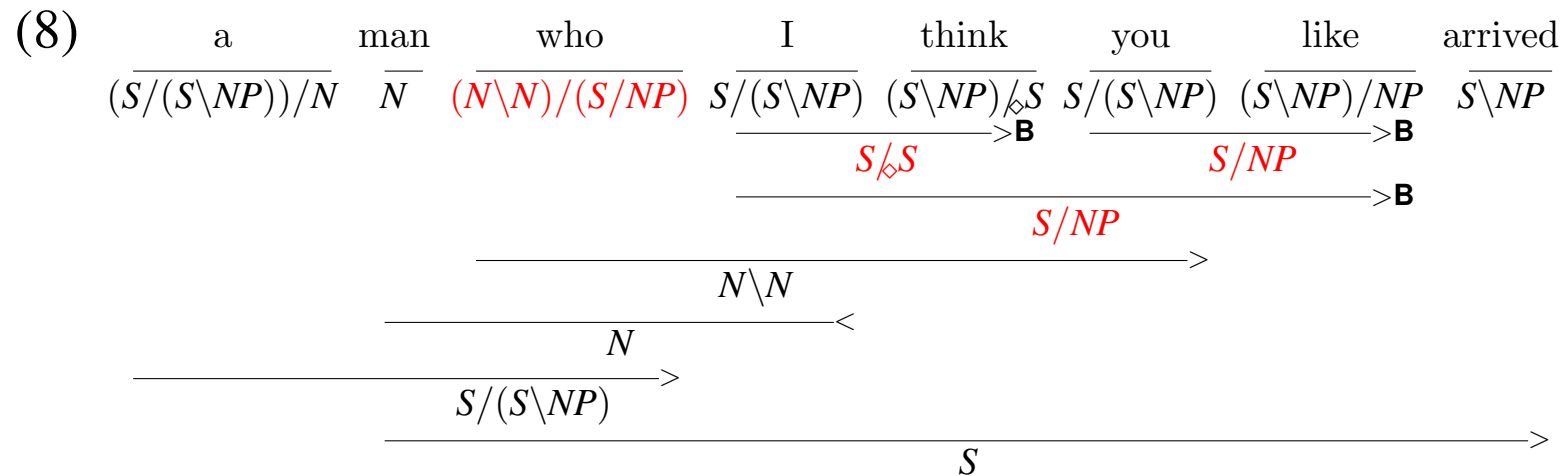 (8) a man who I think you like arrived
(S/(S\NP))/N N (N\N)/(S/NP) S/(S\NP) (S\NP)/⋄S S/(S\NP) (S\NP)/NP S\NP
>B >B
S/⋄S S/NP
>B
S/NP
>
N\N
<
N
>
S/(S\NP)
>
S